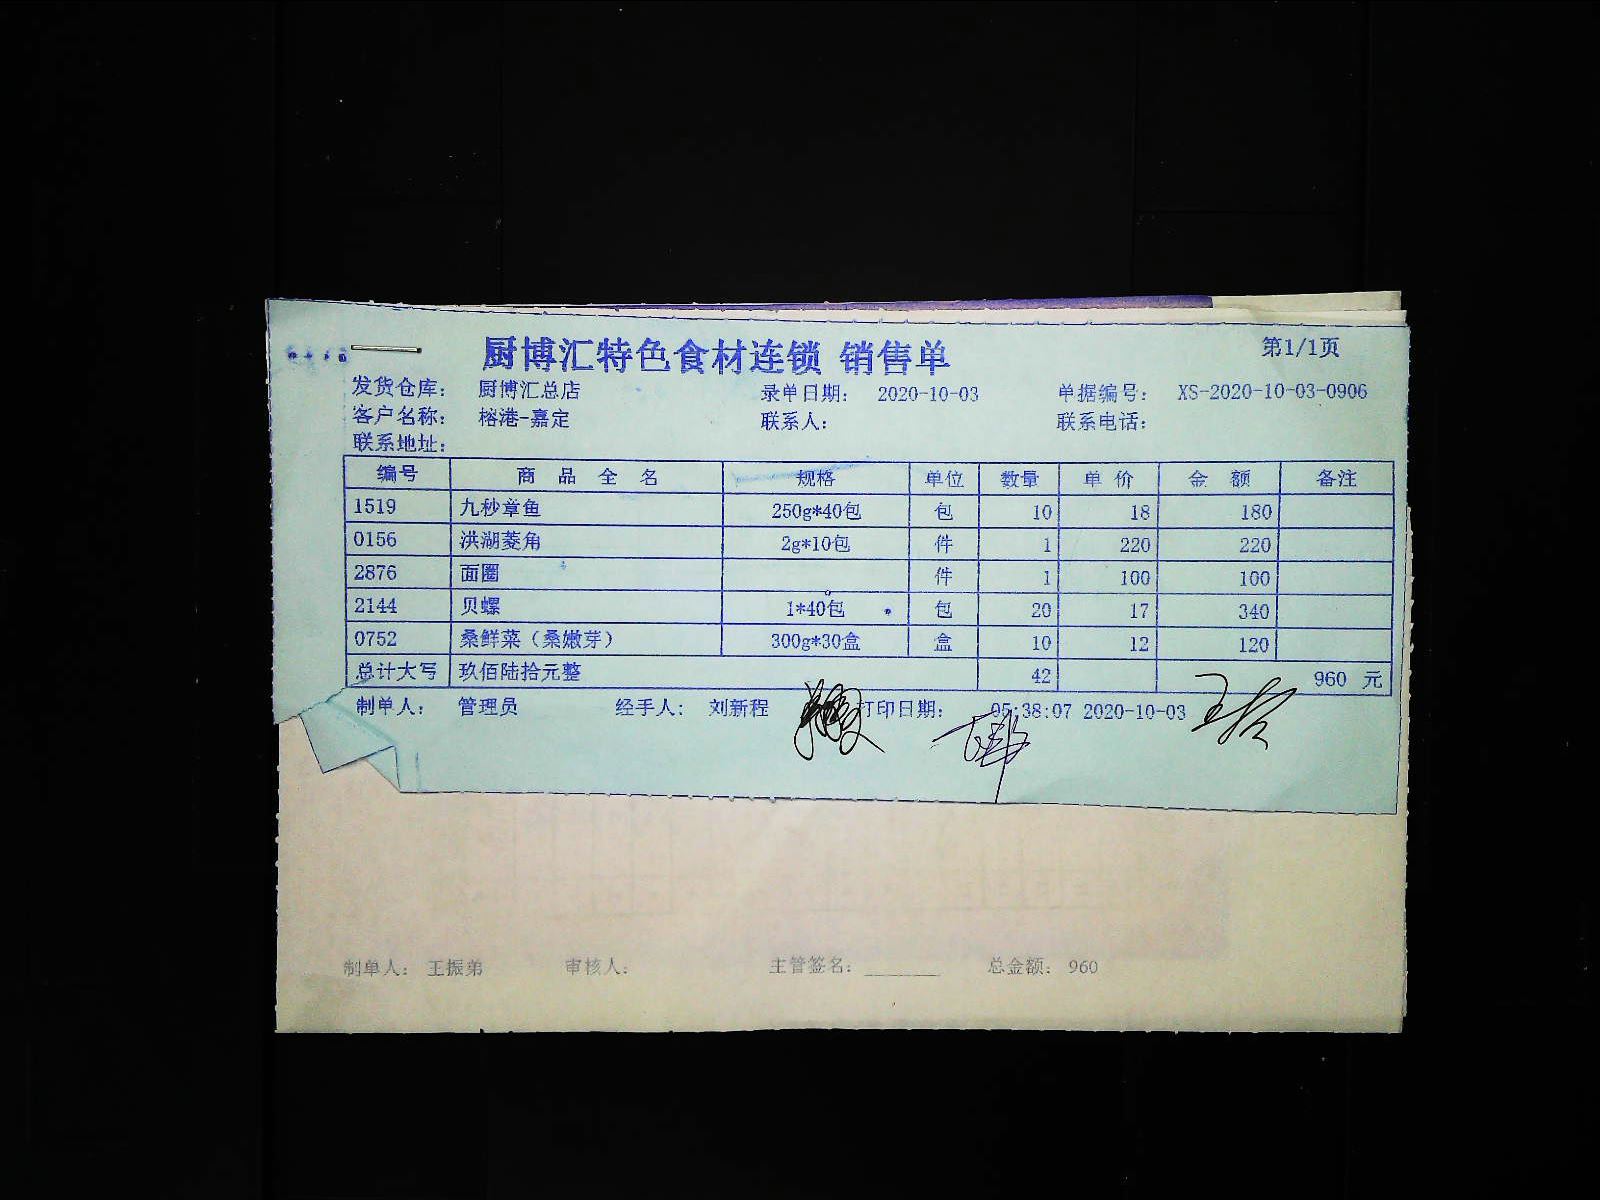 厨博汇特色食材连锁 销售单 第1/1页
发货仓库： 厨博汇总店 录单日期： 2020-10-03 单据编号： XS-2020-10-03-0906
客户名称： 榕港-嘉定 联系人： 联系电话：
联系地址：
编号 商品全名 规格 单位 数量 单价 金额 备注
1519 九秒章鱼 250g*40包 包 10 18 180
0156 洪湖菱角 2g*10包 件 1 220 220
2876 面圈 件 1 100 100
2144 贝螺 1*40包 包 20 17 340
0752 桑鲜菜（桑嫩芽） 300g*30盒 盒 10 12 120
总计大写 玖佰陆拾元整 42 960 元
制单人： 管理员 经手人： 刘新程 打印日期： 05:38:07 2020-10-03
制单人： 王振弟 审核人： 主管签名： 总金额： 960